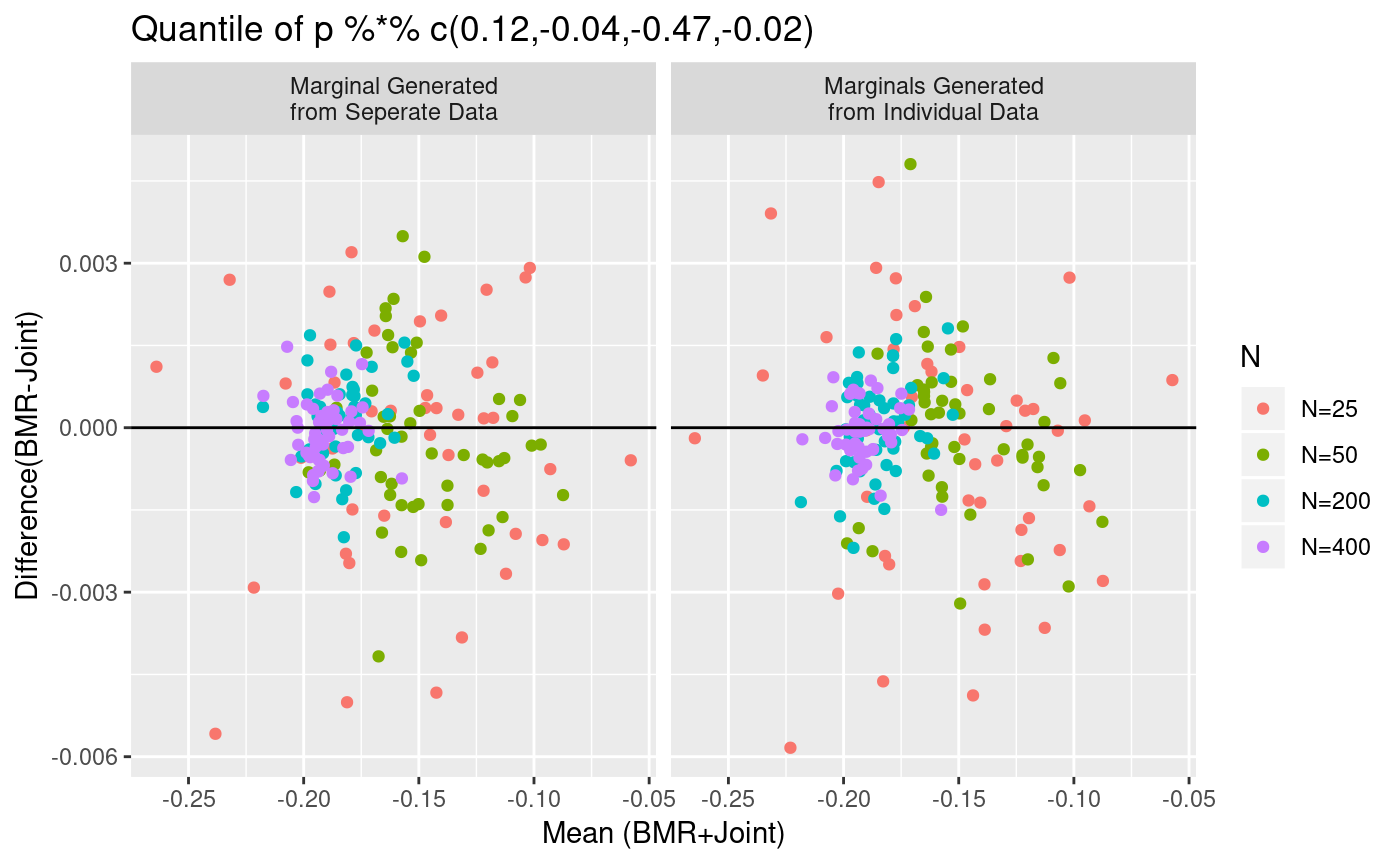 Quantile of p %*% c(0.12,-0.04,-0.47,-0.02)
Marginal Generated
from Seperate Data
Marginals Generated
from Individual Data
Difference(BMR-Joint)
0.003
0.000
-0.003
-0.006
-0.25 -0.20 -0.15 -0.10 -0.05
-0.25 -0.20 -0.15 -0.10 -0.05
Mean (BMR+Joint)
N
N=25
N=50
N=200
N=400